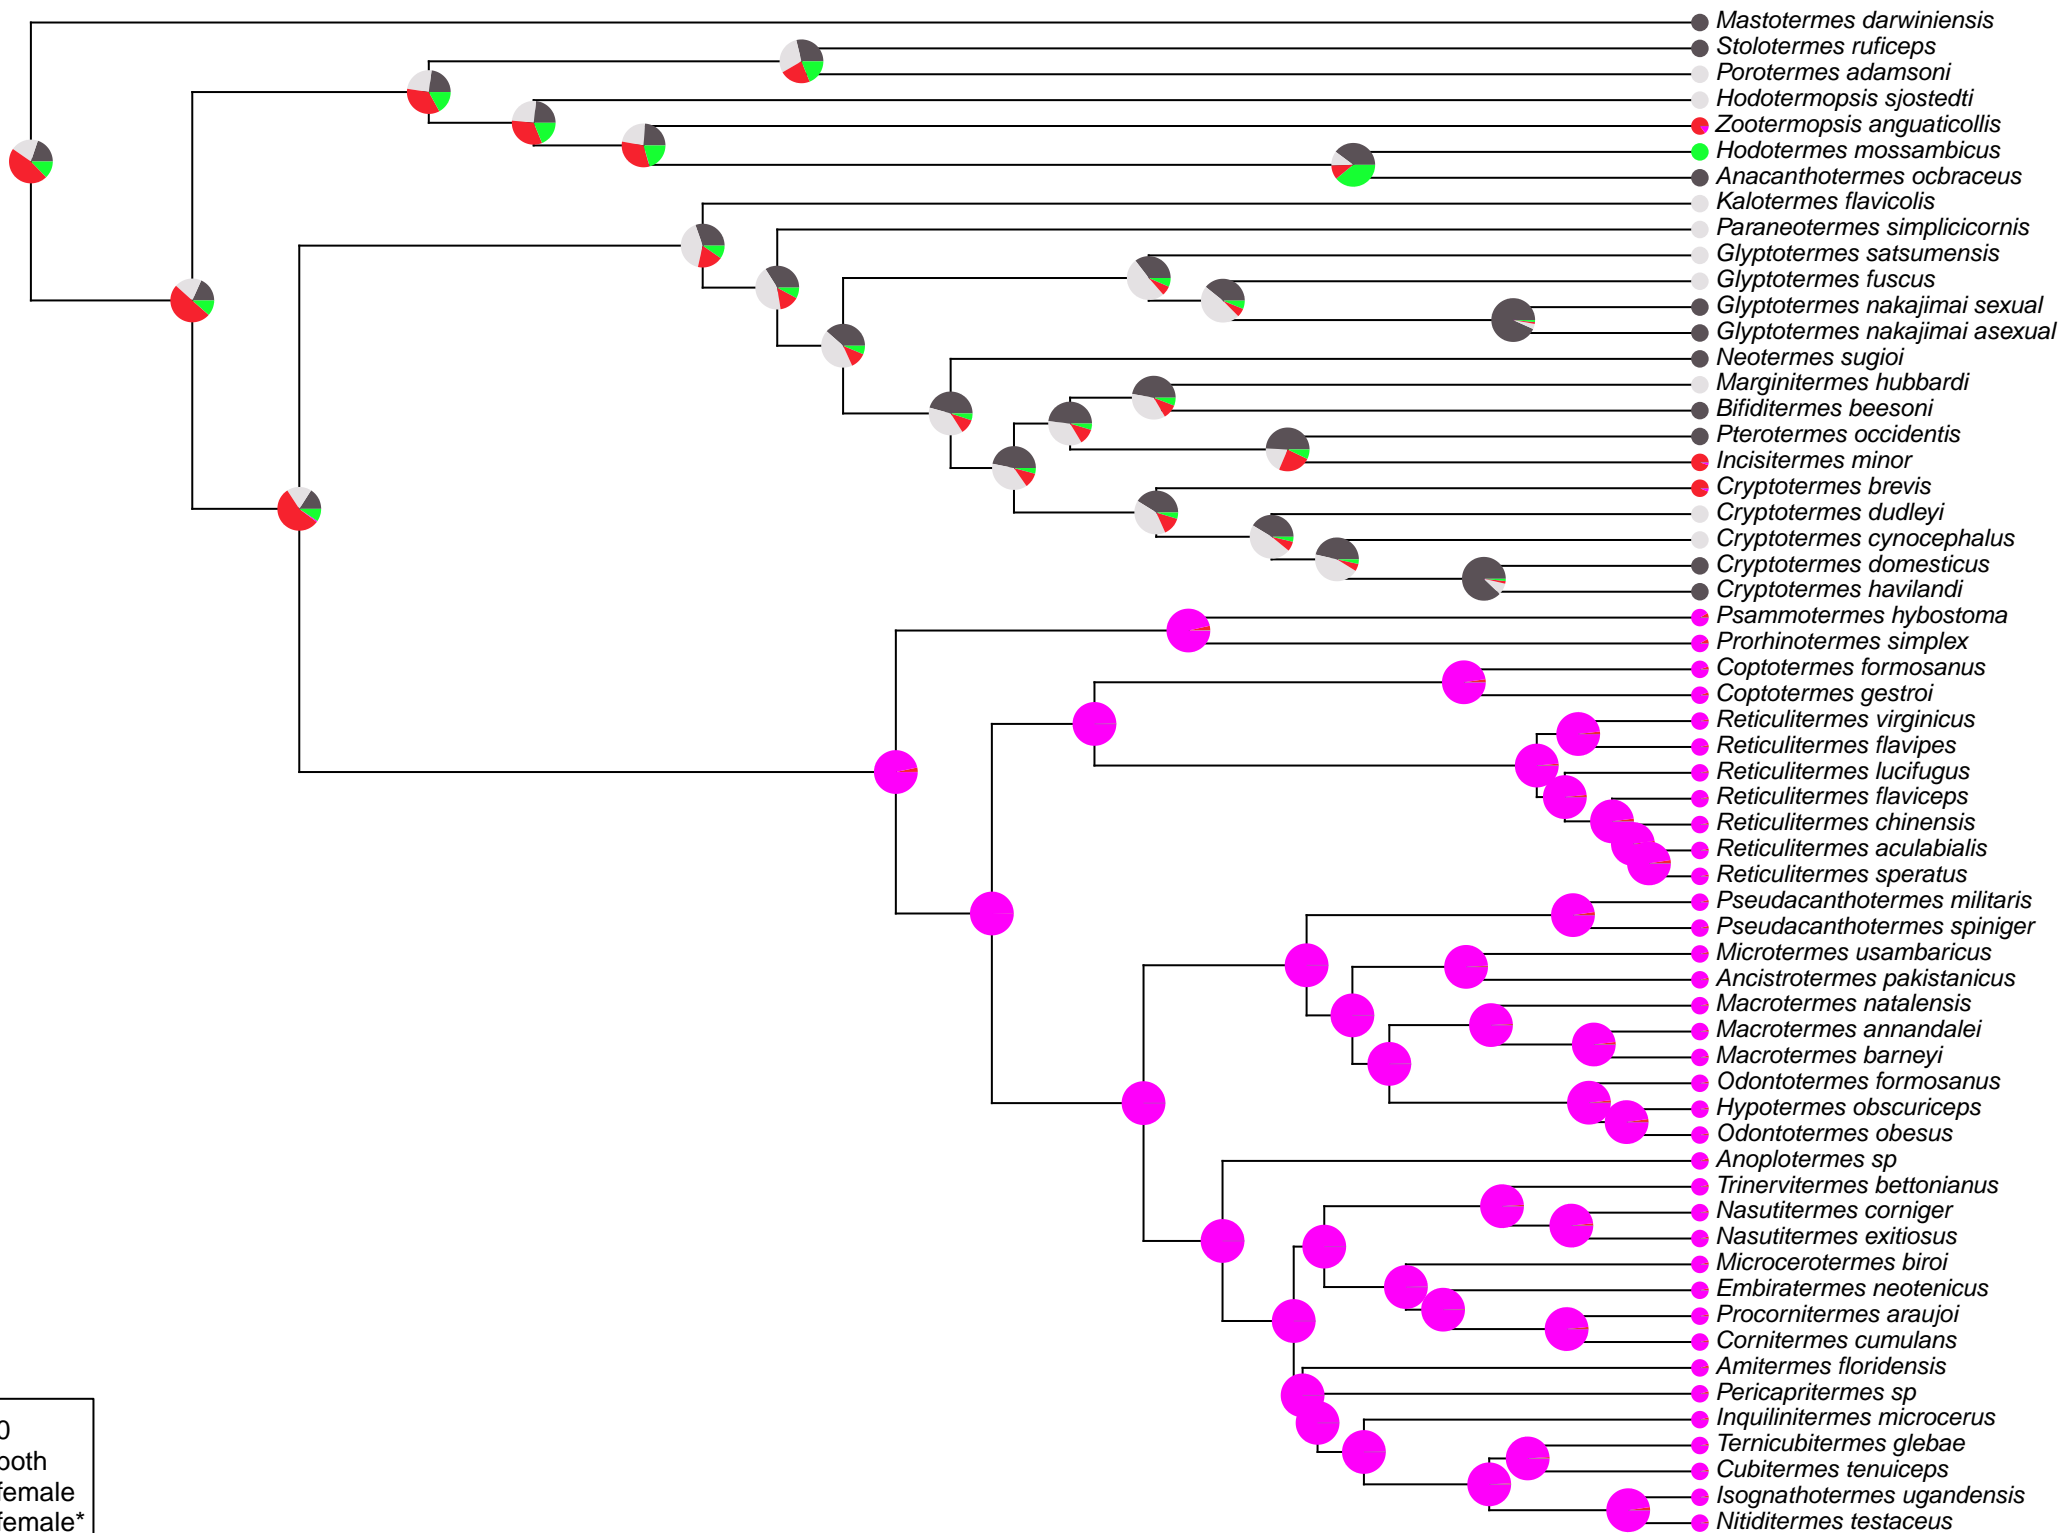 Mastotermes darwiniensis
Stolotermes ruficeps
Porotermes adamsoni
Hodotermopsis sjostedti
Zootermopsis anguaticollis
Hodotermes mossambicus
Anacanthotermes ocbraceus
Kalotermes flavicolis
Paraneotermes simplicicornis
Glyptotermes satsumensis
Glyptotermes fuscus
Glyptotermes nakajimai sexual
Glyptotermes nakajimai asexual
Neotermes sugioi
Marginitermes hubbardi
Bifiditermes beesoni
Pterotermes occidentis
Incisitermes minor
Cryptotermes brevis
Cryptotermes dudleyi
Cryptotermes cynocephalus
Cryptotermes domesticus
Cryptotermes havilandi
Psammotermes hybostoma
Prorhinotermes simplex
Coptotermes formosanus
Coptotermes gestroi
Reticulitermes virginicus
Reticulitermes flavipes
Reticulitermes lucifugus
Reticulitermes flaviceps
Reticulitermes chinensis
Reticulitermes aculabialis
Reticulitermes speratus
Pseudacanthotermes militaris
Pseudacanthotermes spiniger
Microtermes usambaricus
Ancistrotermes pakistanicus
Macrotermes natalensis
Macrotermes annandalei
Macrotermes barneyi
Odontotermes formosanus
Hypotermes obscuriceps
Odontotermes obesus
Anoplotermes sp
Trinervitermes bettonianus
Nasutitermes corniger
Nasutitermes exitiosus
Microcerotermes biroi
Embiratermes neotenicus
Procornitermes araujoi
Cornitermes cumulans
Amitermes floridensis
Pericapritermes sp
Inquilinitermes microcerus
Ternicubitermes glebae
Cubitermes tenuiceps
Isognathotermes ugandensis
Nitiditermes testaceus
0
both
female
female*